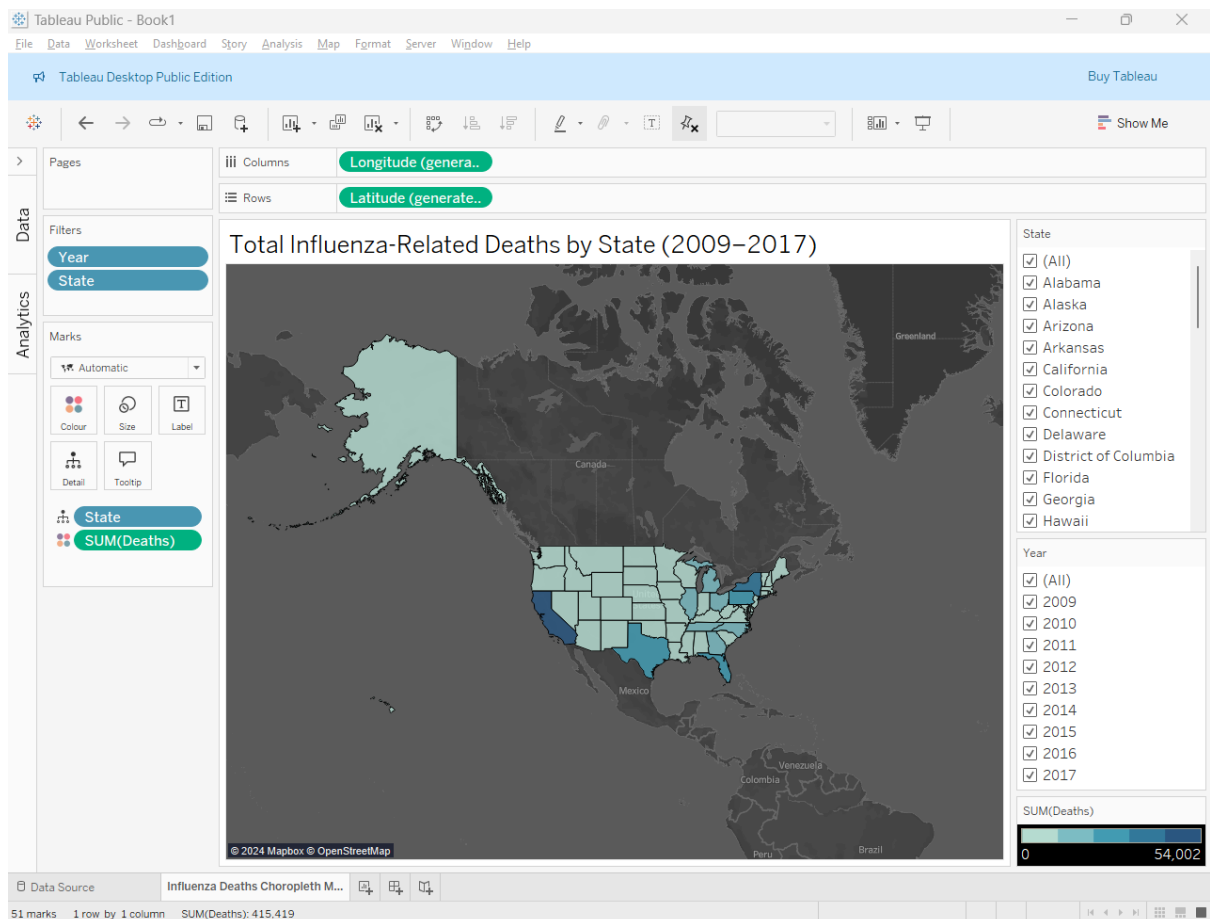 Tableau Public - Book1
File Data Worksheet Dashboard Story Analysis Map Format Server Window Help
Tableau Desktop Public Edition
Buy Tableau
Show Me
Data
Analytics
Pages
Filters
Year
State
Marks
Automatic
Colour Size Label
Detail Tooltip
State
SUM(Deaths)
Columns Longitude (genera..
Rows Latitude (generate..
Total Influenza-Related Deaths by State (2009–2017)
Greenland
Canada
United
Mexico
Venezuela
Colombia
Peru
Brazil
© 2024 Mapbox © OpenStreetMap
State
(All)
Alabama
Alaska
Arizona
Arkansas
California
Colorado
Connecticut
Delaware
District of Columbia
Florida
Georgia
Hawaii
Year
(All)
2009
2010
2011
2012
2013
2014
2015
2016
2017
SUM(Deaths)
0 54,002
Data Source
Influenza Deaths Choropleth M...
51 marks 1 row by 1 column SUM(Deaths): 415,419